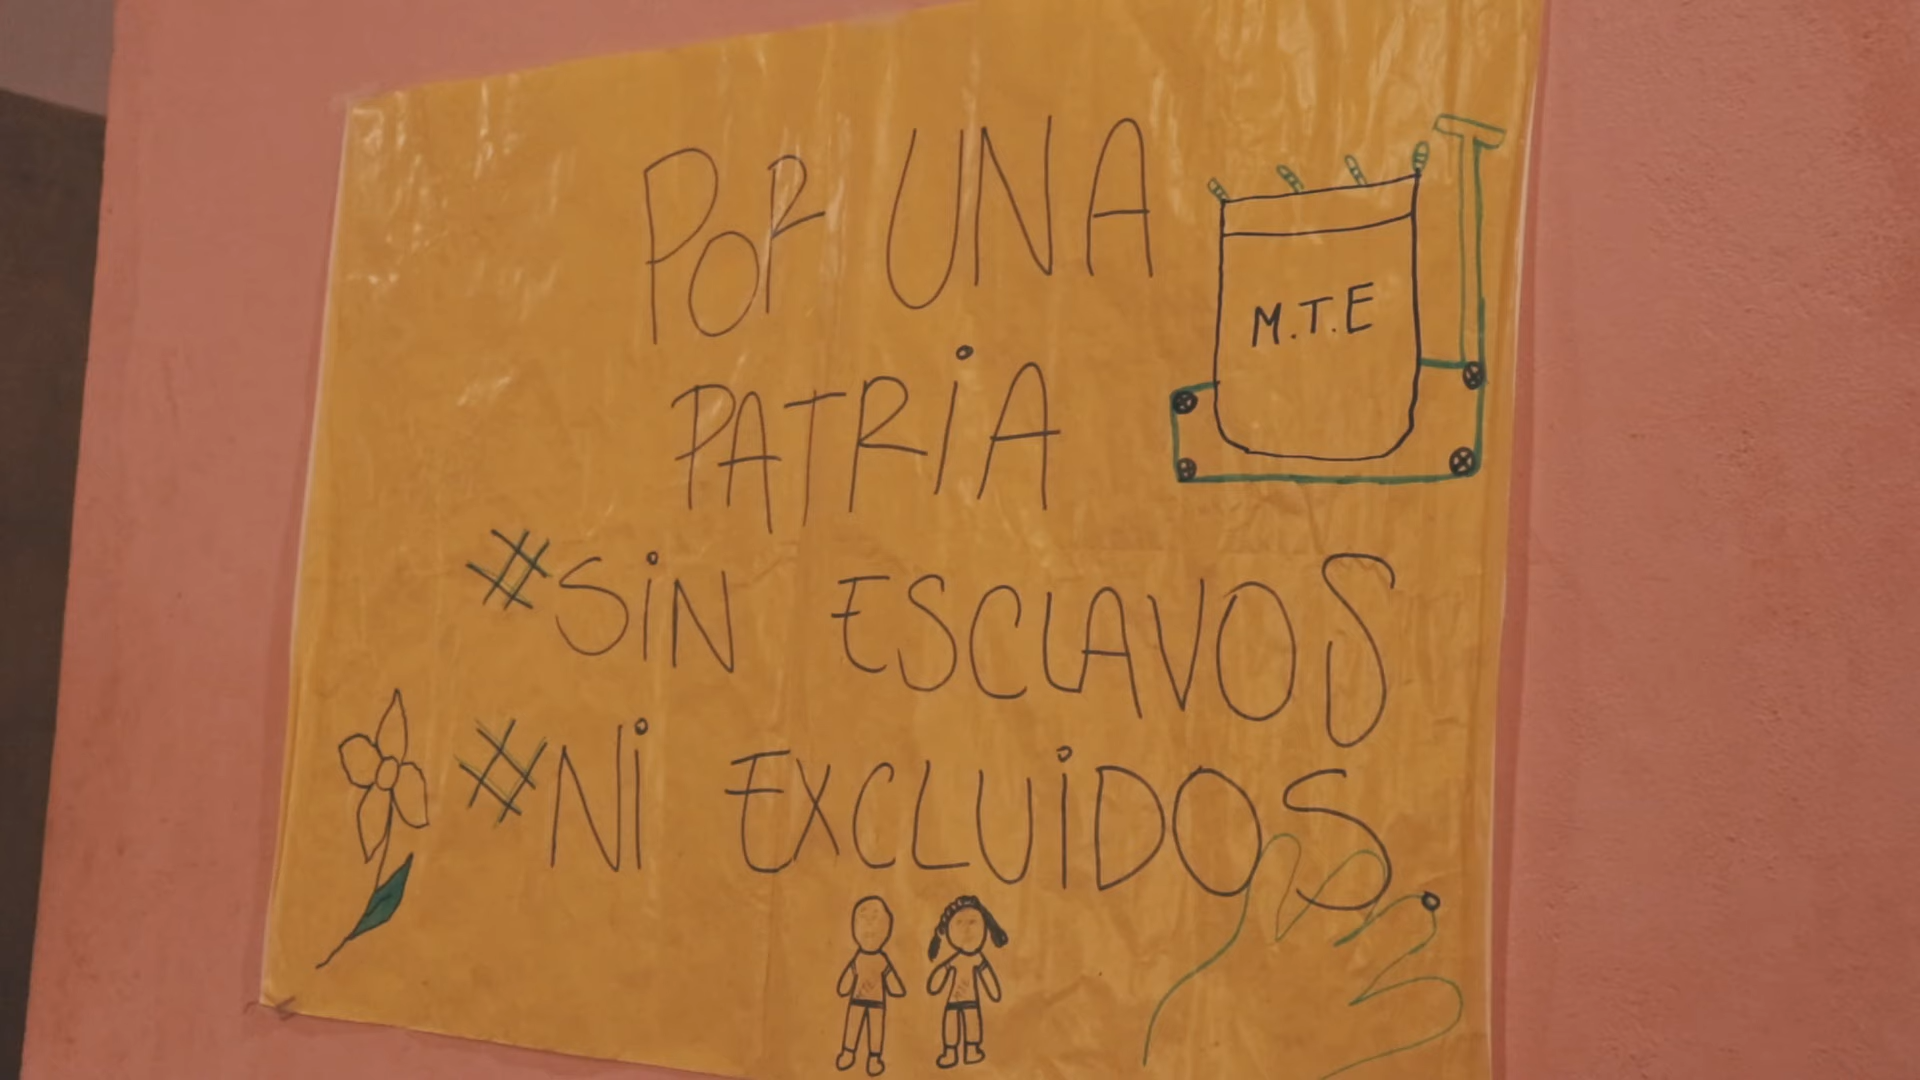 POR UNA
M.T.E
PATRiA
#SiN ESCLAVOS
#Ni EXCLUiDOS.